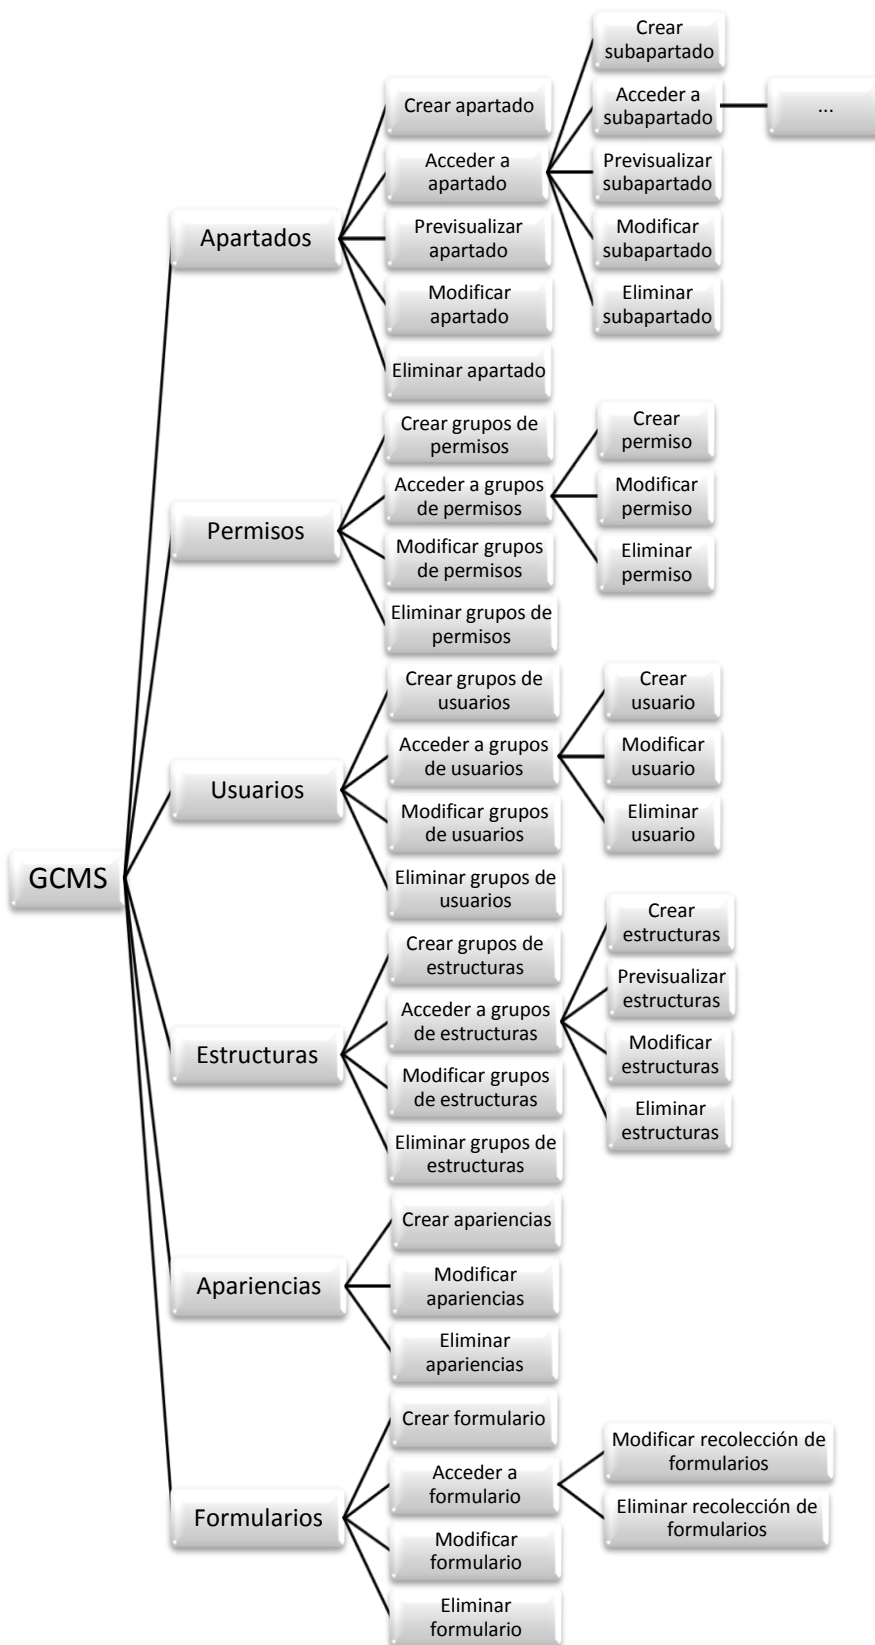 GCMS
Apartados
Crear apartado
Acceder a
apartado
Crear
subapartado
Acceder a
subapartado
...
Previsualizar
subapartado
Modificar
subapartado
Eliminar
subapartado
Previsualizar
apartado
Modificar
apartado
Eliminar apartado
Permisos
Crear grupos de
permisos
Acceder a grupos
de permisos
Crear
permiso
Modificar
permiso
Eliminar
permiso
Modificar grupos
de permisos
Eliminar grupos de
permisos
Usuarios
Crear grupos de
usuarios
Acceder a grupos
de usuarios
Crear
usuario
Modificar
usuario
Eliminar
usuario
Modificar grupos
de usuarios
Eliminar grupos de
usuarios
Estructuras
Crear grupos de
estructuras
Acceder a grupos
de estructuras
Crear
estructuras
Previsualizar
estructuras
Modificar
estructuras
Eliminar
estructuras
Modificar grupos
de estructuras
Eliminar grupos de
estructuras
Apariencias
Crear apariencias
Modificar
apariencias
Eliminar
apariencias
Formularios
Crear formulario
Acceder a
formulario
Modificar recolección de
formularios
Eliminar recolección de
formularios
Modificar
formulario
Eliminar
formulario